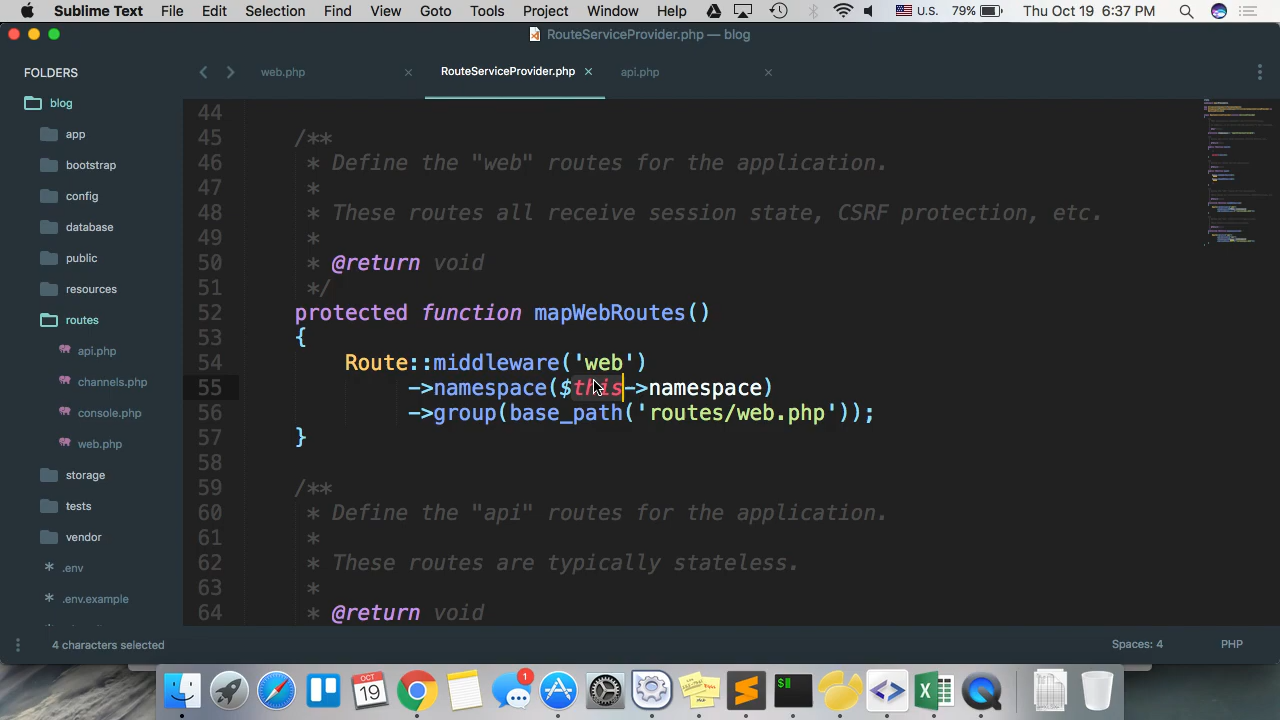 Sublime Text File Edit Selection Find View Goto Tools Project Window Help U.S. 79% Thu Oct 19 6:37 PM
RouteServiceProvider.php — blog
FOLDERS
blog
app
bootstrap
config
database
public
resources
routes
api.php
channels.php
console.php
web.php
storage
tests
vendor
.env
.env.example
web.php × RouteServiceProvider.php × api.php ×
44
45 /**
46 * Define the "web" routes for the application.
47 *
48 * These routes all receive session state, CSRF protection, etc.
49 *
50 * @return void
51 */
52 protected function mapWebRoutes()
53 {
54 Route::middleware('web')
55 ->namespace($this->namespace)
56 ->group(base_path('routes/web.php'));
57 }
58
59 /**
60 * Define the "api" routes for the application.
61 *
62 * These routes are typically stateless.
63 *
64 * @return void
4 characters selected Spaces: 4 PHP
OCT
19
1